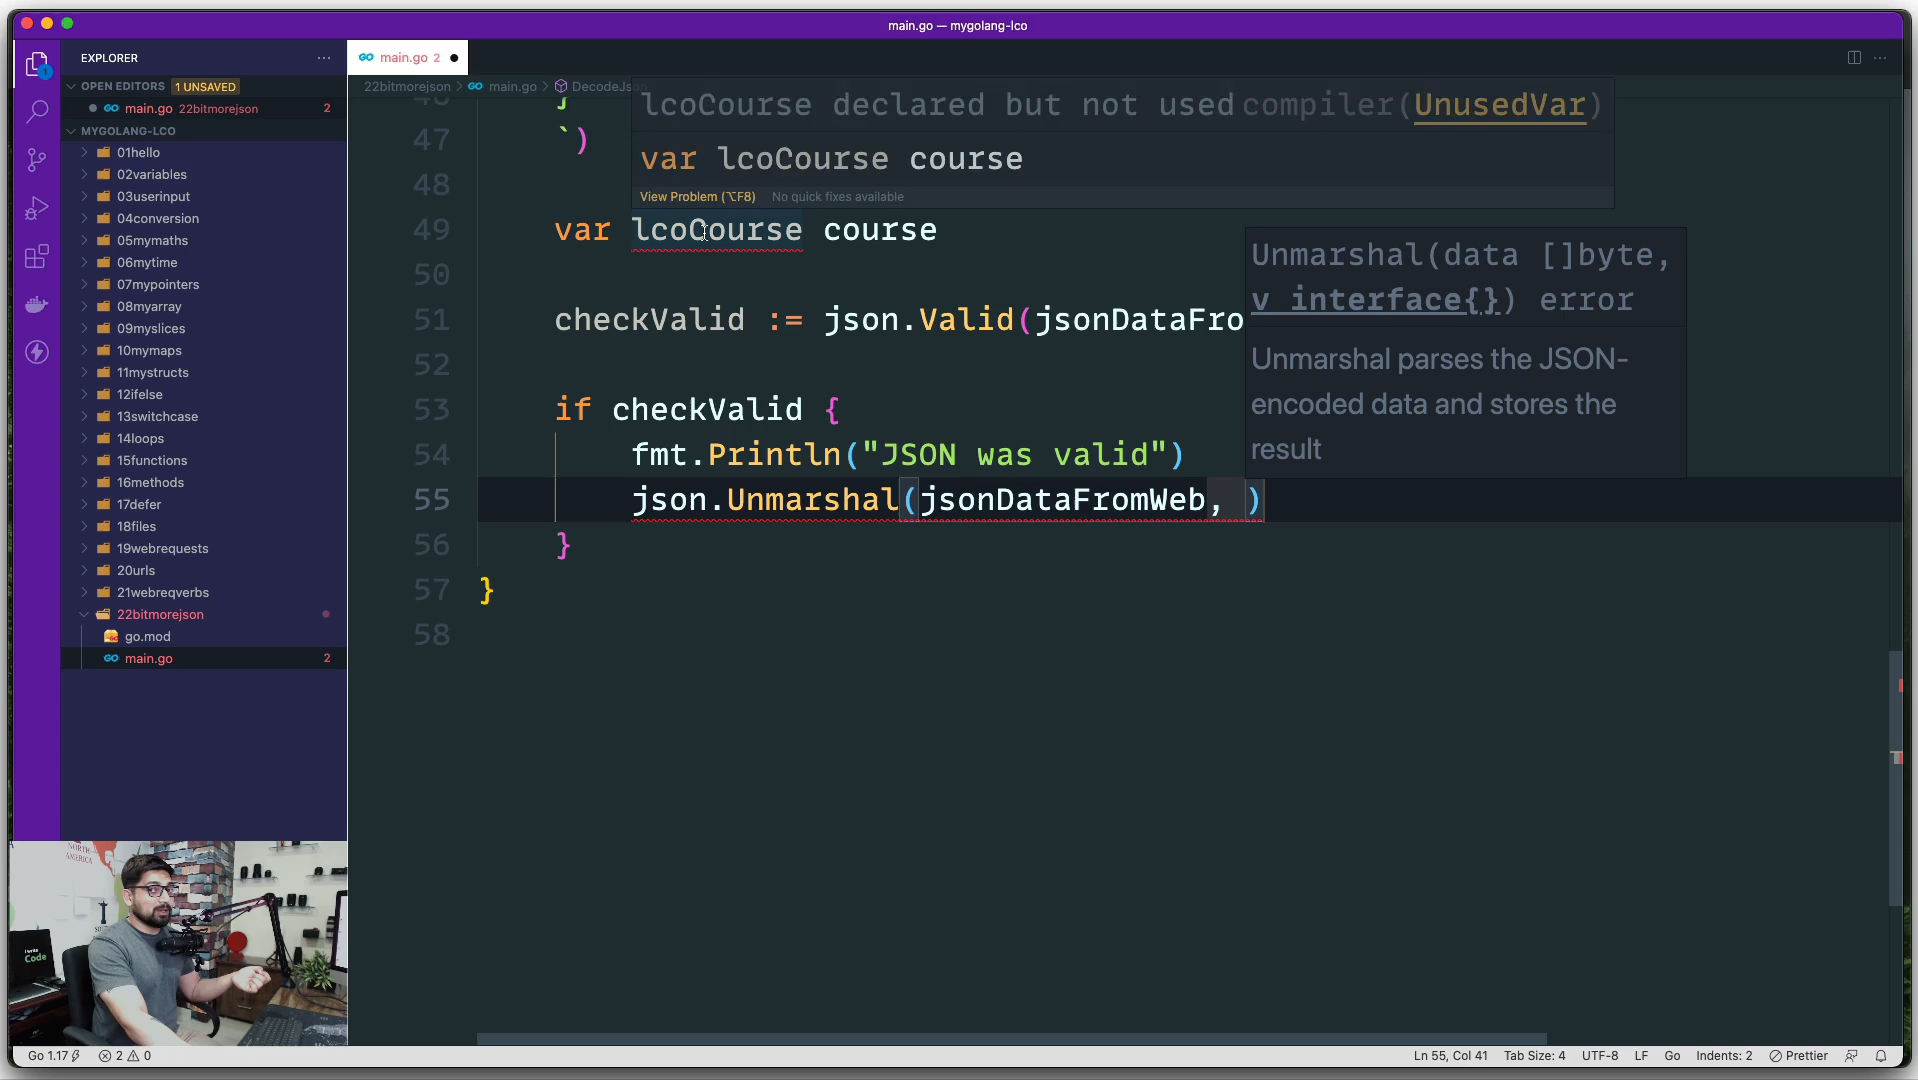 main.go — mygolang-lco
EXPLORER
main.go 2
OPEN EDITORS 1 UNSAVED
main.go 22bitmorejson 2
MYGOLANG-LCO
01hello
02variables
03userinput
04conversion
05mymaths
06mytime
07mypointers
08myarray
09myslices
10mymaps
11mystructs
12ifelse
13switchcase
14loops
15functions
16methods
17defer
18files
19webrequests
20urls
21webreqverbs
22bitmorejson
go.mod
main.go 2
22bitmorejson > main.go > DecodeJs
lcoCourse declared but not used compiler(UnusedVar)
var lcoCourse course
View Problem (⌥F8) No quick fixes available
46 }
47 `)
48
49 var lcoCourse course
50
51 checkValid := json.Valid(jsonDataFro
52
53 if checkValid {
54 fmt.Println("JSON was valid")
55 json.Unmarshal(jsonDataFromWeb, )
56 }
57 }
58
Unmarshal(data []byte,
v interface{}) error
Unmarshal parses the JSON-
encoded data and stores the
result
NORTH
AMERICA
I write
Code
Go 1.17 2 0
Ln 55, Col 41 Tab Size: 4 UTF-8 LF Go Indents: 2 Prettier